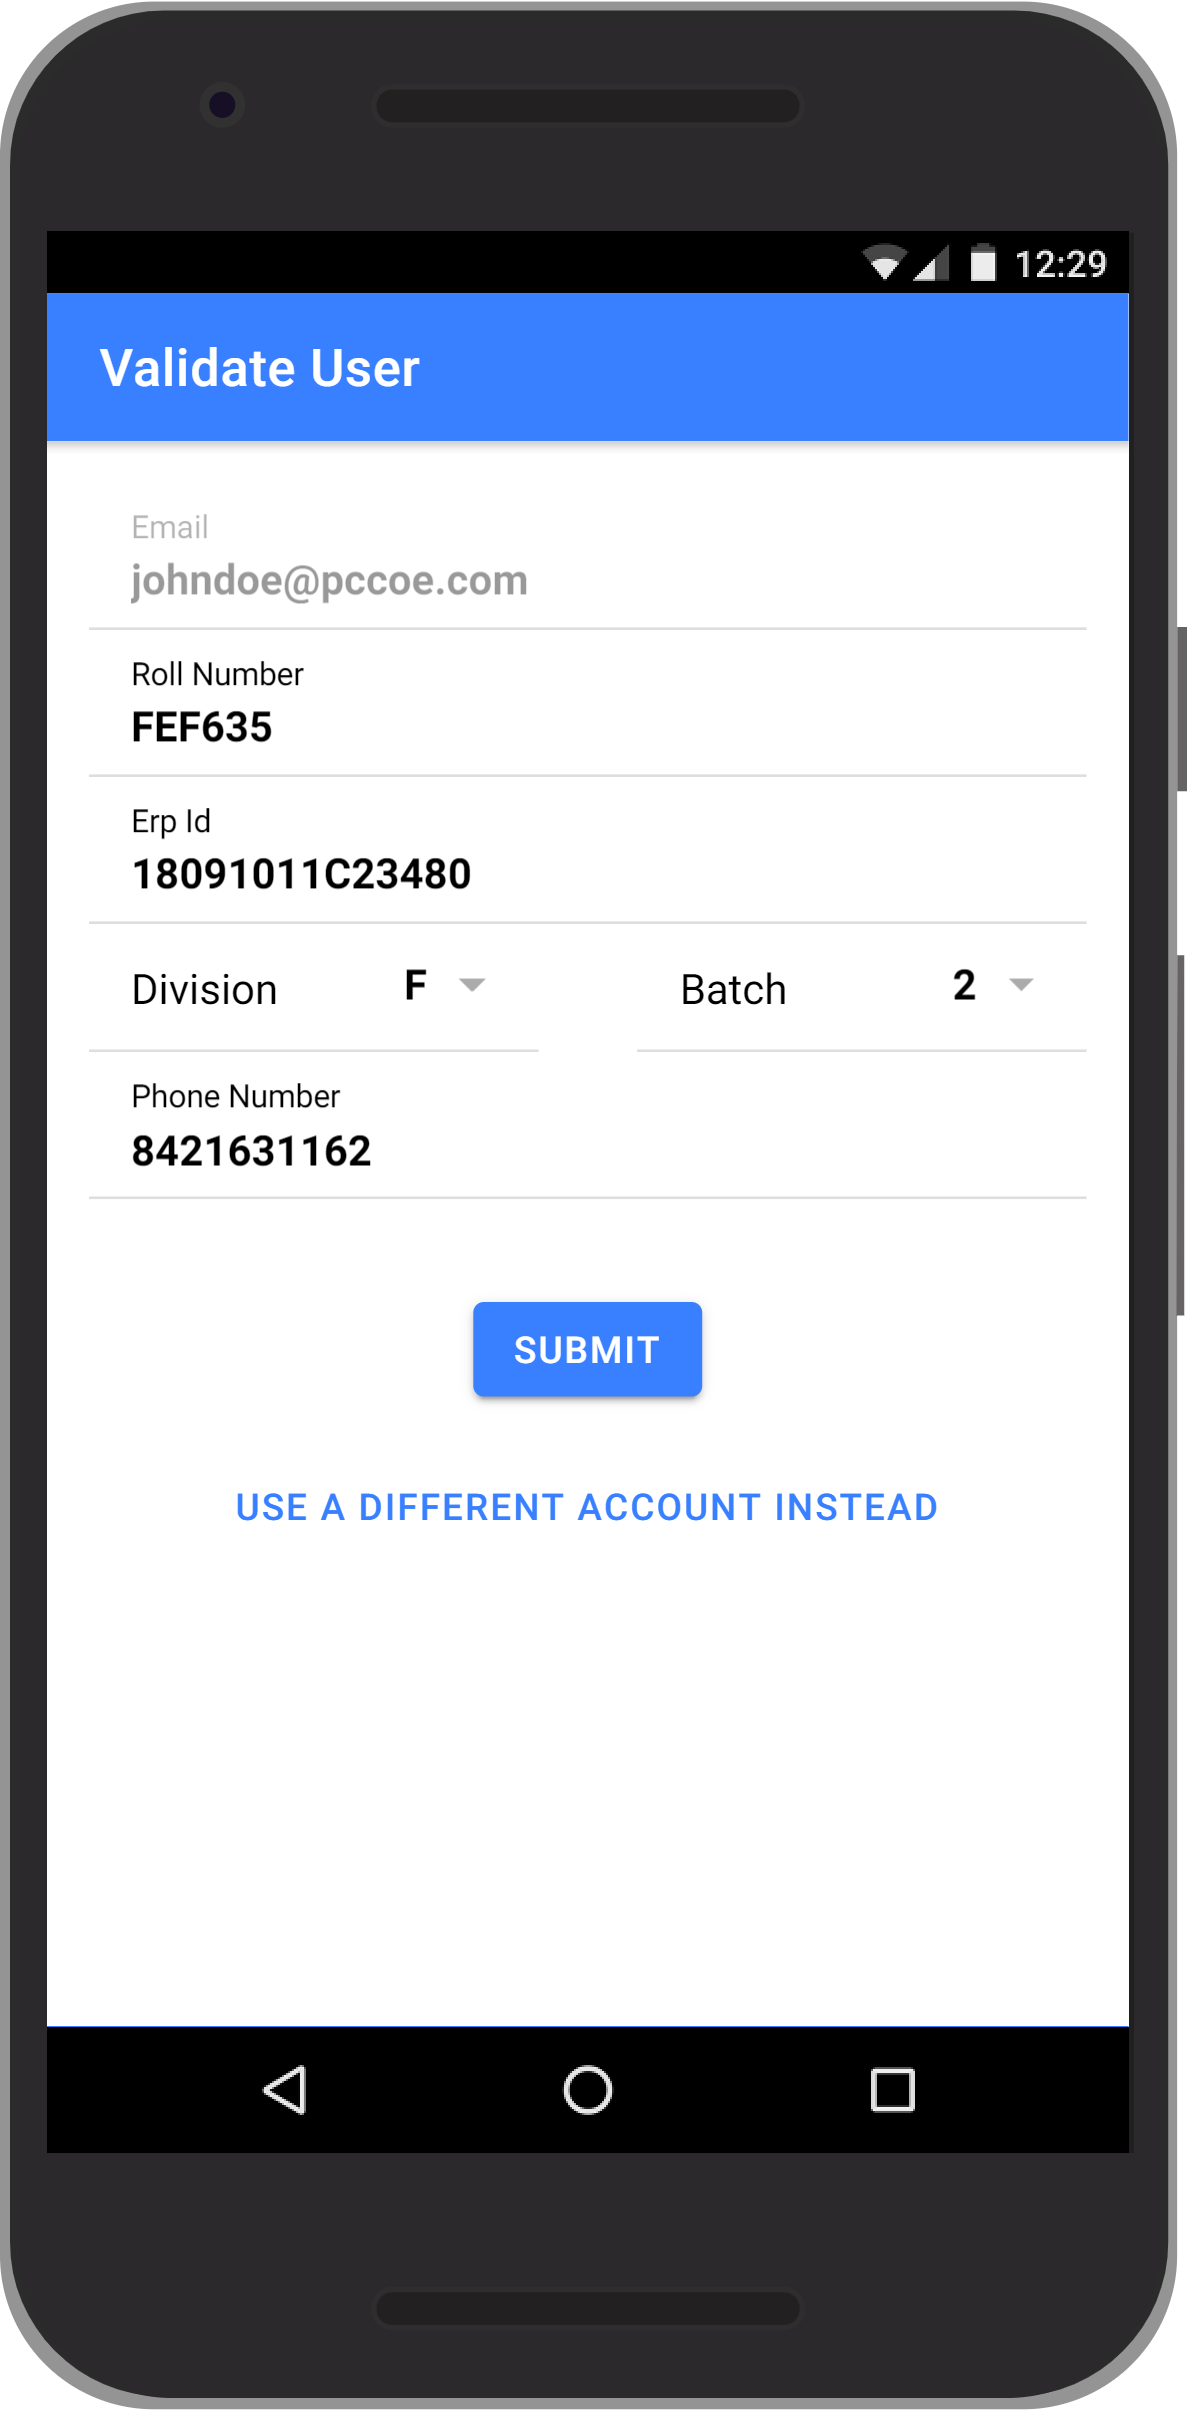 12:29
Validate User
Email
johndoe@pccoe.com
Roll Number
FEF635
Erp Id
18091011C23480
Division F Batch 2
Phone Number
8421631162
SUBMIT
USE A DIFFERENT ACCOUNT INSTEAD